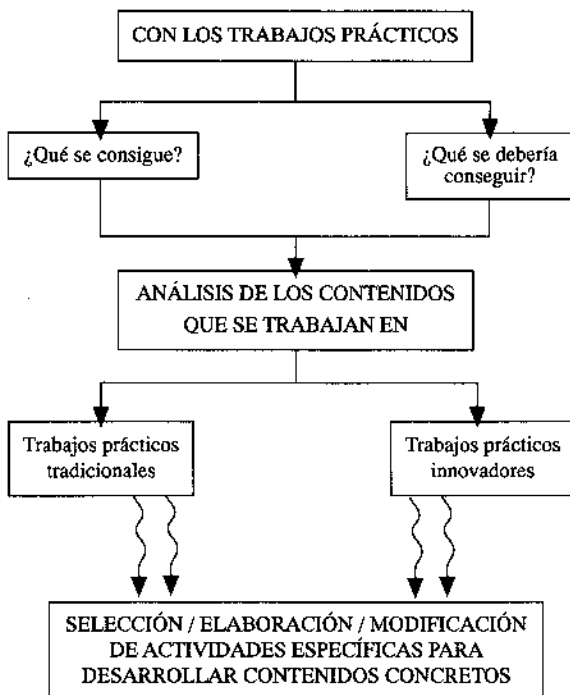 CON LOS TRABAJOS PRÁCTICOS
¿Qué se consigue?
¿Qué se debería
conseguir?
ANÁLISIS DE LOS CONTENIDOS
QUE SE TRABAJAN EN
Trabajos prácticos
tradicionales
Trabajos prácticos
innovadores
SELECCIÓN / ELABORACIÓN / MODIFICACIÓN
DE ACTIVIDADES ESPECÍFICAS PARA
DESARROLLAR CONTENIDOS CONCRETOS